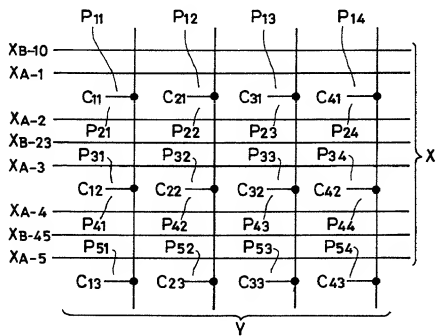 P11 P12 P13 P14
XB-10
XA-1
C11 C21 C31 C41
XA-2
P21 P22 P23 P24
XB-23
P31 P32 P33 P34
XA-3
X
C12 C22 C32 C42
XA-4
P41 P42 P43 P44
XB-45
P51 P52 P53 P54
XA-5
C13 C23 C33 C43
Y